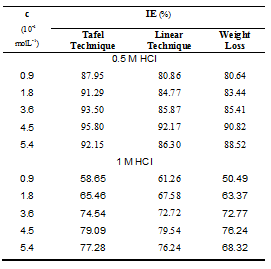 c IE (%)
(10⁻⁴ molL⁻¹) Tafel Technique Linear Technique Weight Loss
0.5 M HCl
0.9 87.95 80.86 80.64
1.8 91.29 84.77 83.44
3.6 93.50 85.87 85.41
4.5 95.80 92.17 90.82
5.4 92.15 86.30 88.52
1 M HCl
0.9 58.65 61.26 50.49
1.8 65.46 67.58 63.37
3.6 74.54 72.72 72.77
4.5 79.09 79.54 76.24
5.4 77.28 76.24 68.32